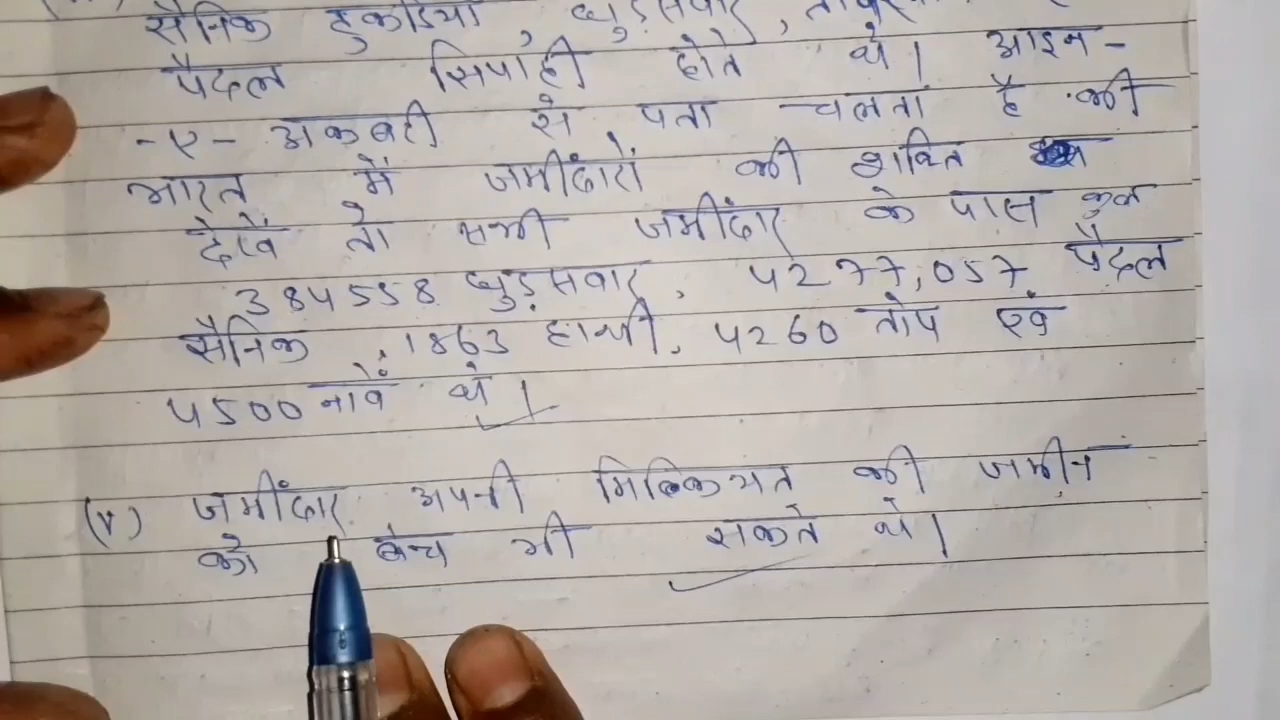 सैनिक टुकडिया, घुड़सवार,
पैदल सिपाही होते थे। आइन-
-ए- अकबरी से पता चलता है की
भारत में जमींदारों की शक्ति
देखें तो सभी जमींदार के पास कुल
384558 घुड़सवार, 4277,057 पैदल
सैनिक, 1863 हाथी, 4260 तोप एवं
4500 नावें थे।
(v) जमींदार अपनी मिल्कियत की जमीन
को बेच भी सकते थे।